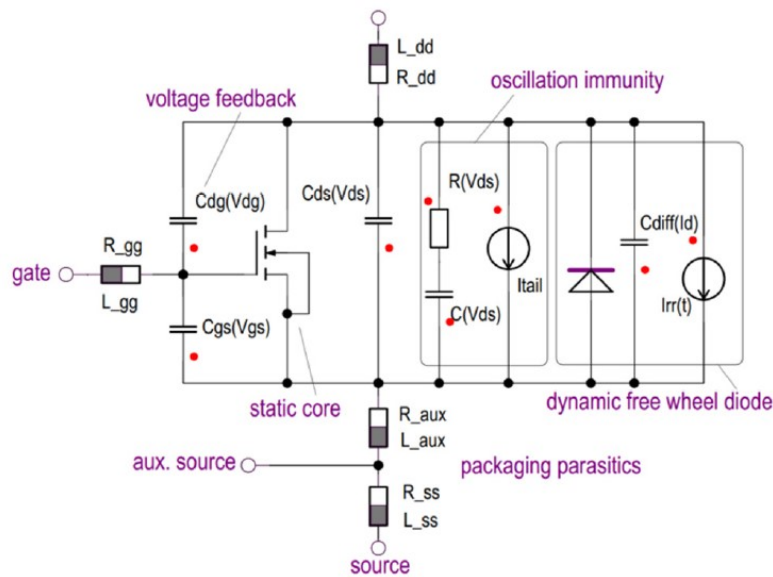 L_dd
R_dd
voltage feedback
oscillation immunity
Cdg(Vdg)
Cds(Vds)
R(Vds)
Cdiff(Id)
R_gg
gate
L_gg
Itail
Irr(t)
C(Vds)
Cgs(Vgs)
static core
dynamic free wheel diode
R_aux
L_aux
aux. source
packaging parasitics
R_ss
L_ss
source